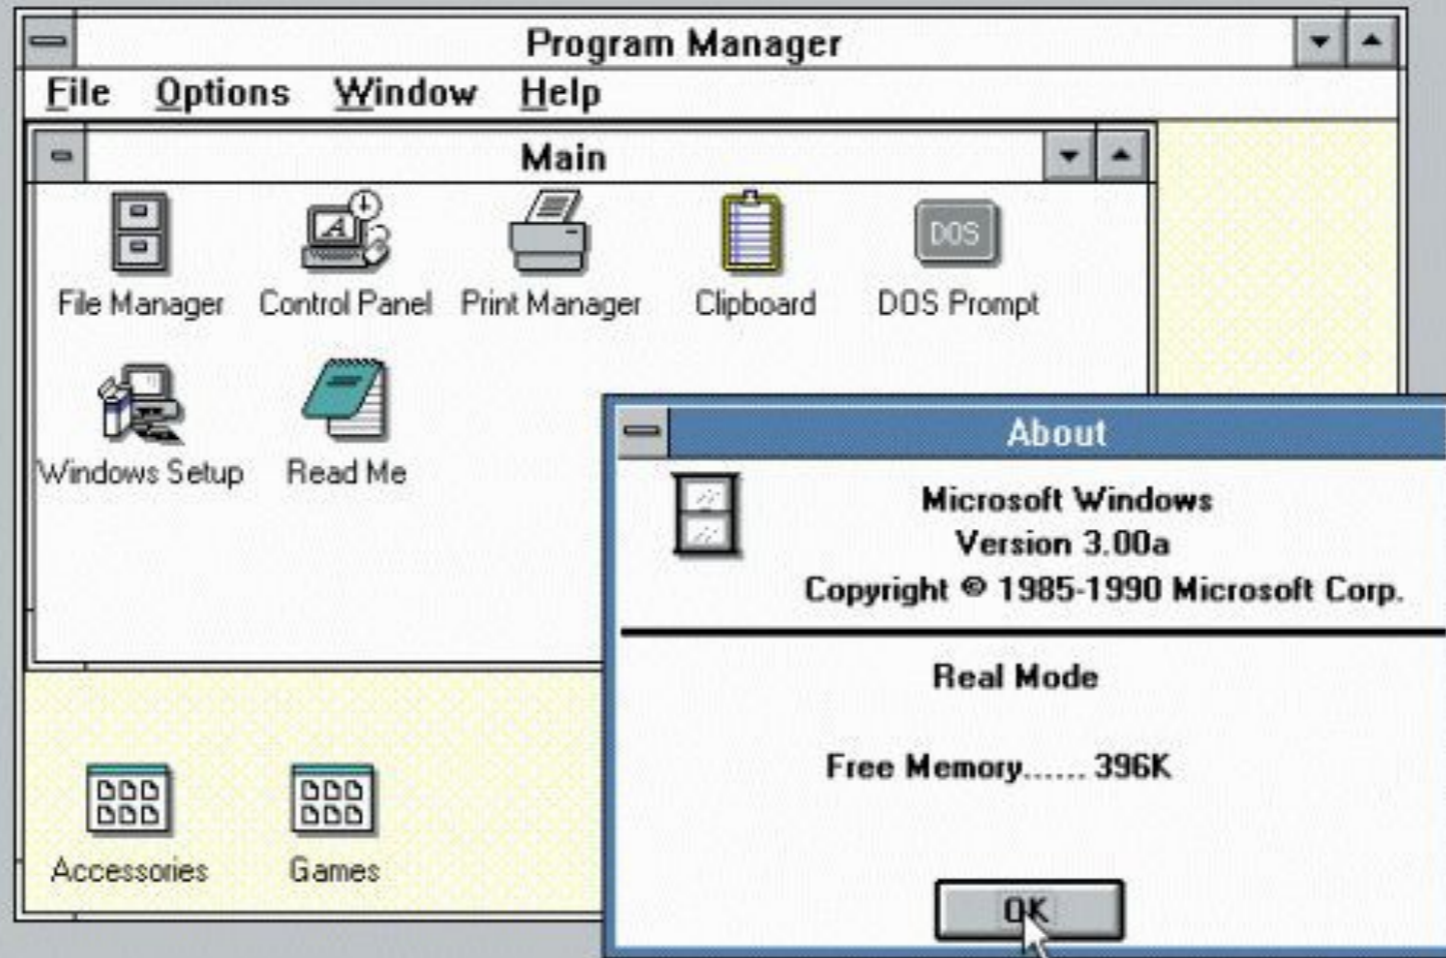 Program Manager
File Options Window Help
Main
File Manager Control Panel Print Manager Clipboard DOS DOS Prompt
Windows Setup Read Me
About
Microsoft Windows
Version 3.00a
Copyright © 1985-1990 Microsoft Corp.
Real Mode
Free Memory...... 396K
Accessories Games
OK